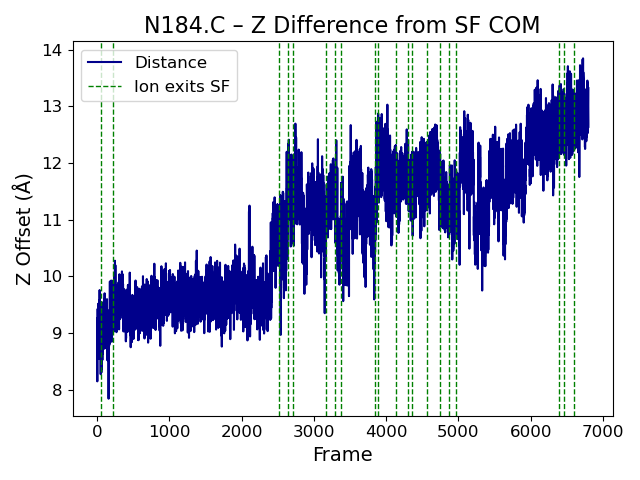 N184.C – Z Difference from SF COM
Distance
Ion exits SF
Z Offset (Å)
14
13
12
11
10
9
8
0 1000 2000 3000 4000 5000 6000 7000
Frame